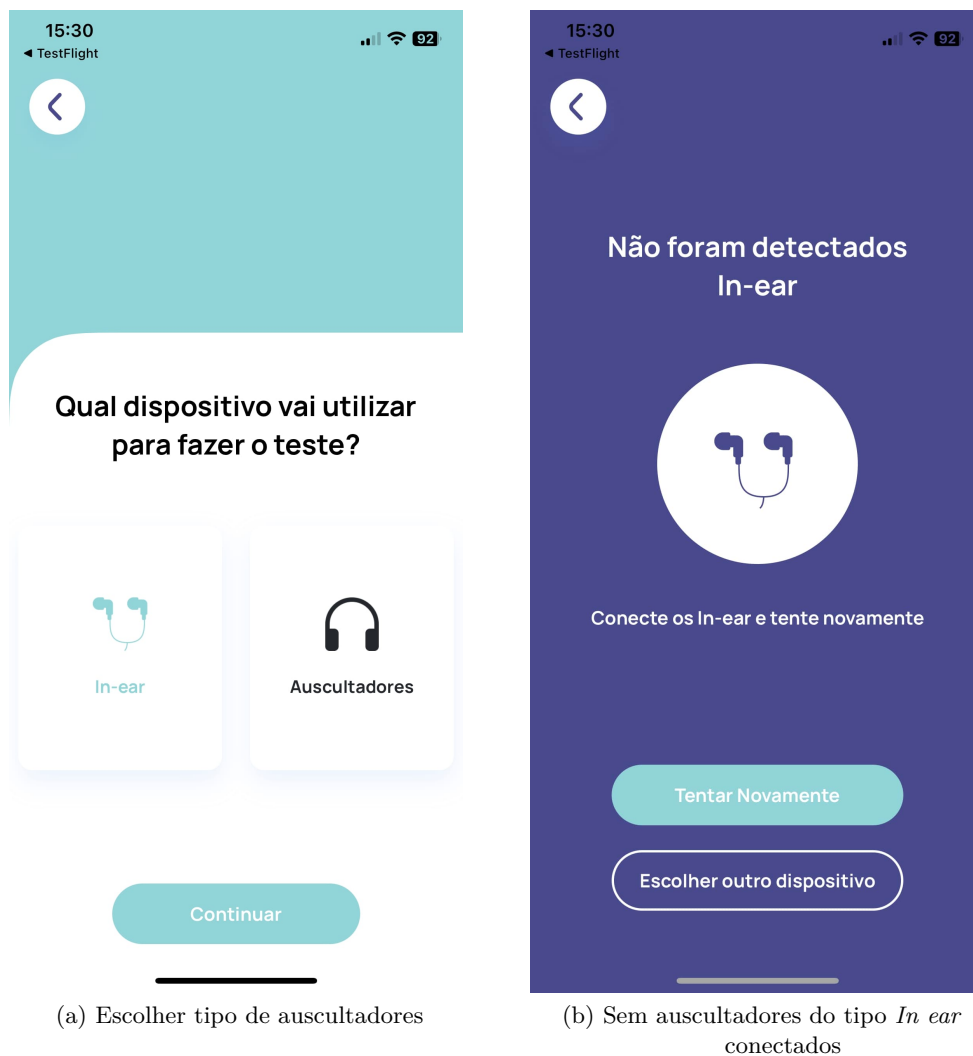 15:30
◀ TestFlight
92
Qual dispositivo vai utilizar
para fazer o teste?
In-ear
Auscultadores
Continuar
(a) Escolher tipo de auscultadores
15:30
◀ TestFlight
92
Não foram detectados
In-ear
Conecte os In-ear e tente novamente
Tentar Novamente
Escolher outro dispositivo
(b) Sem auscultadores do tipo In ear
conectados